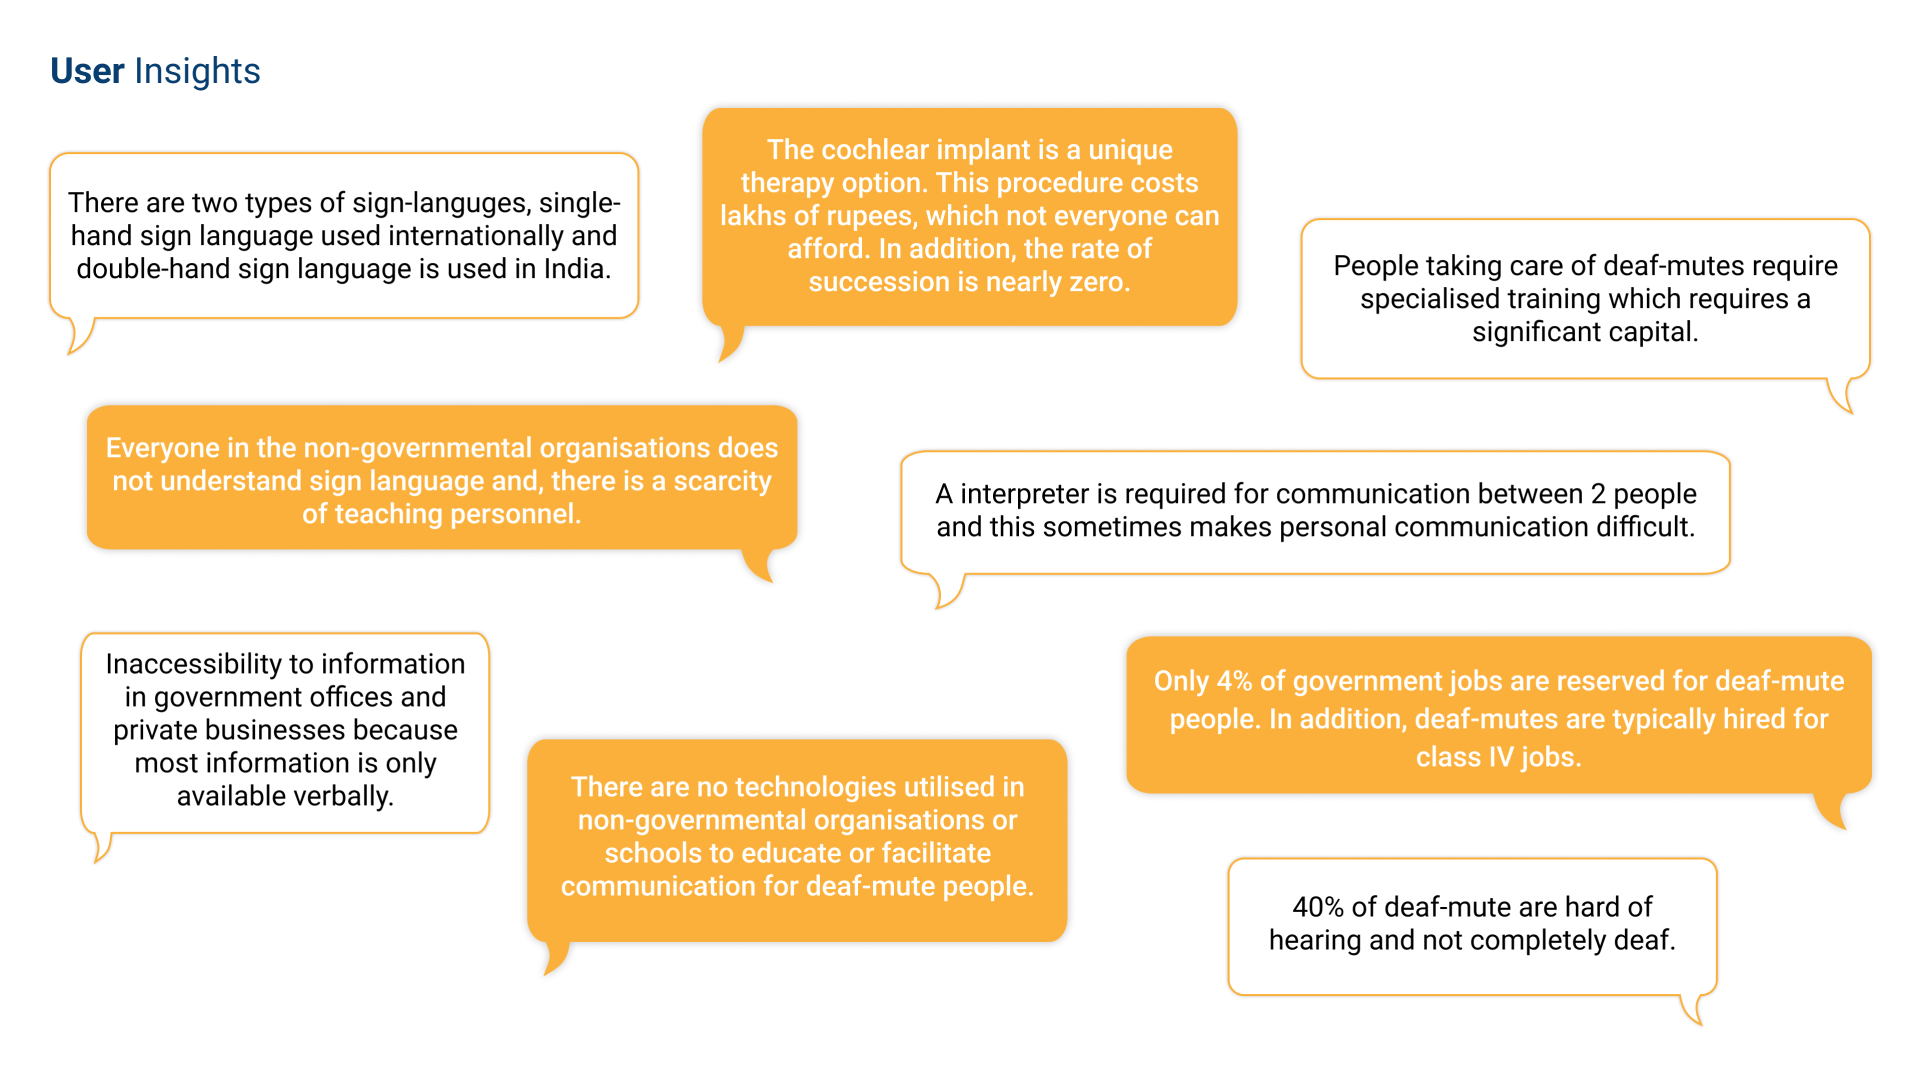 User Insights
There are two types of sign-languges, single-
hand sign language used internationally and
double-hand sign language is used in India.
The cochlear implant is a unique
therapy option. This procedure costs
lakhs of rupees, which not everyone can
afford. In addition, the rate of
succession is nearly zero.
People taking care of deaf-mutes require
specialised training which requires a
significant capital.
Everyone in the non-governmental organisations does
not understand sign language and, there is a scarcity
of teaching personnel.
A interpreter is required for communication between 2 people
and this sometimes makes personal communication difficult.
Inaccessibility to information
in government offices and
private businesses because
most information is only
available verbally.
There are no technologies utilised in
non-governmental organisations or
schools to educate or facilitate
communication for deaf-mute people.
Only 4% of government jobs are reserved for deaf-mute
people. In addition, deaf-mutes are typically hired for
class IV jobs.
40% of deaf-mute are hard of
hearing and not completely deaf.